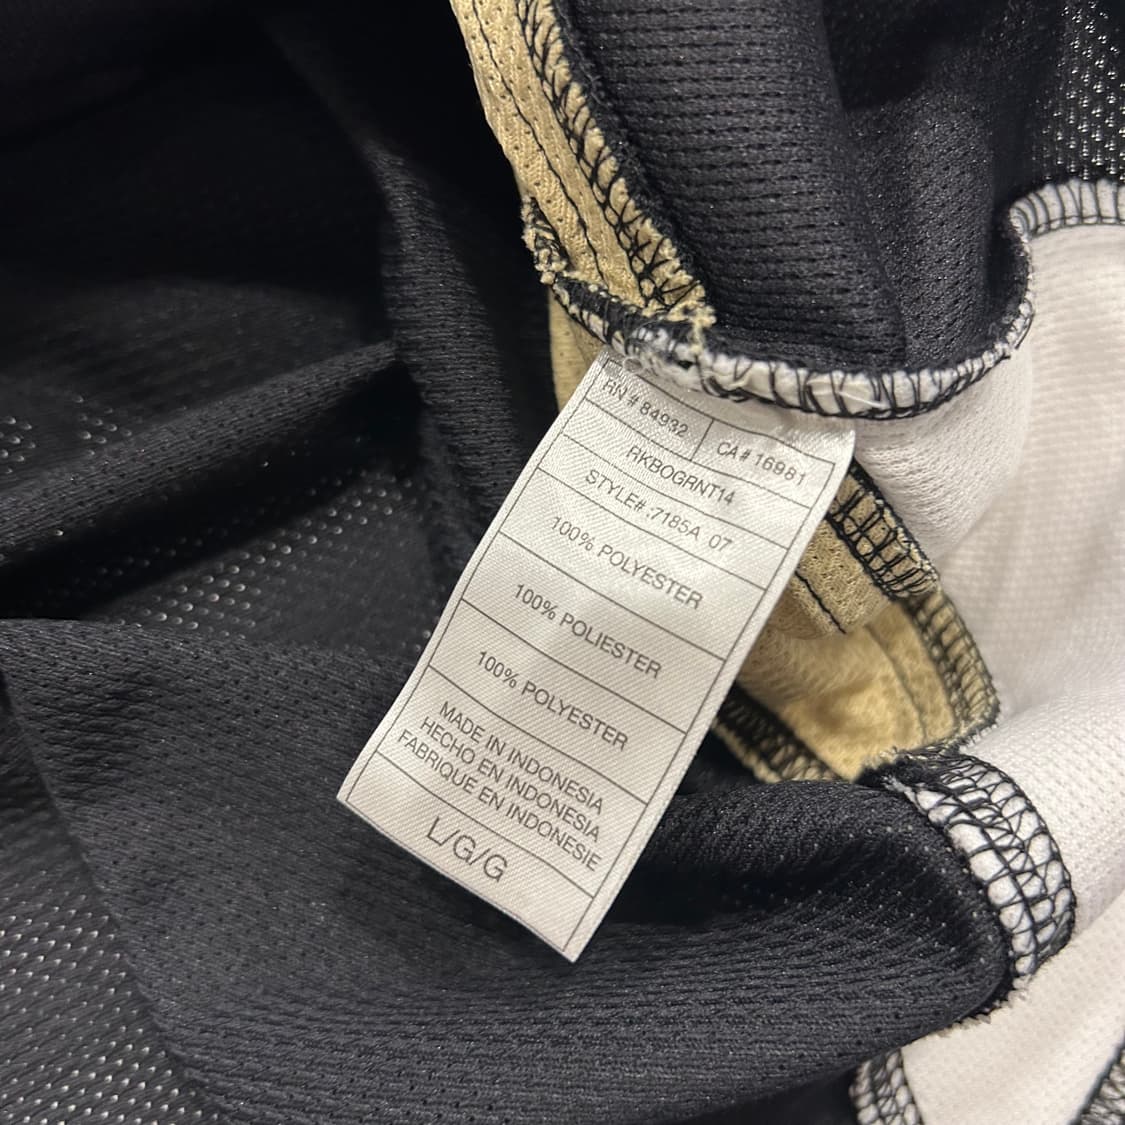 RN # 84932 CA# 16981
RKBOGRNT14
STYLE# :7185A 07
100% POLYESTER
100% POLIESTER
100% POLYESTER
MADE IN INDONESIA
HECHO EN INDONESIA
FABRIQUE EN INDONESIE
L/G/G